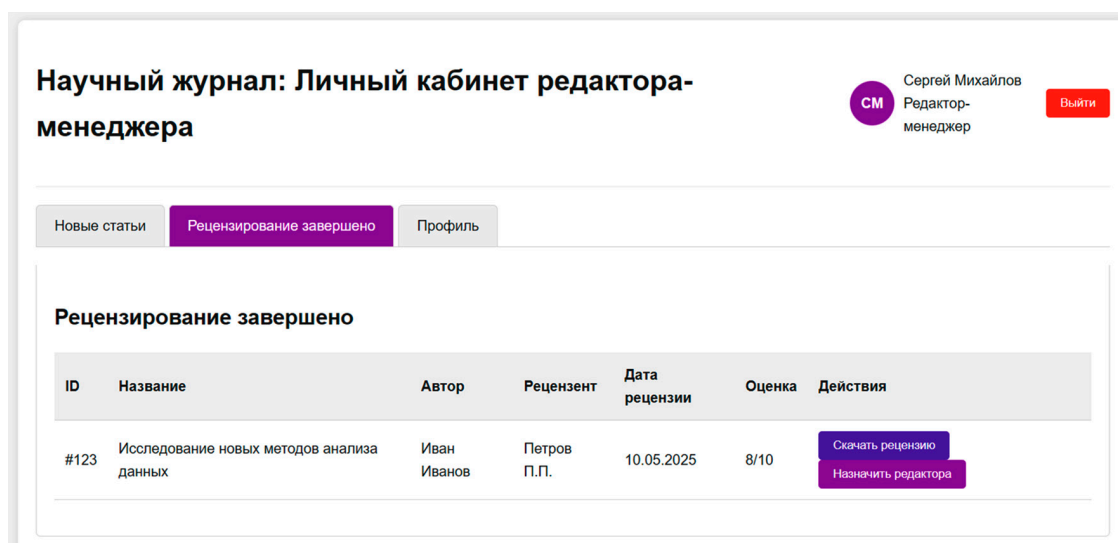 Научный журнал: Личный кабинет редактора-
менеджера
СМ
Сергей Михайлов
Редактор-
менеджер
Выйти
Новые статьи
Рецензирование завершено
Профиль
Рецензирование завершено
ID
Название
Автор
Рецензент
Дата
рецензии
Оценка
Действия
#123
Исследование новых методов анализа
данных
Иван
Иванов
Петров
П.П.
10.05.2025
8/10
Скачать рецензию
Назначить редактора